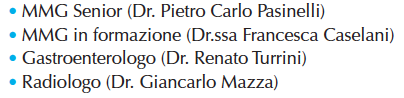 • MMG Senior (Dr. Pietro Carlo Pasinelli)
• MMG in formazione (Dr.ssa Francesca Caselani)
• Gastroenterologo (Dr. Renato Turrini)
• Radiologo (Dr. Giancarlo Mazza)